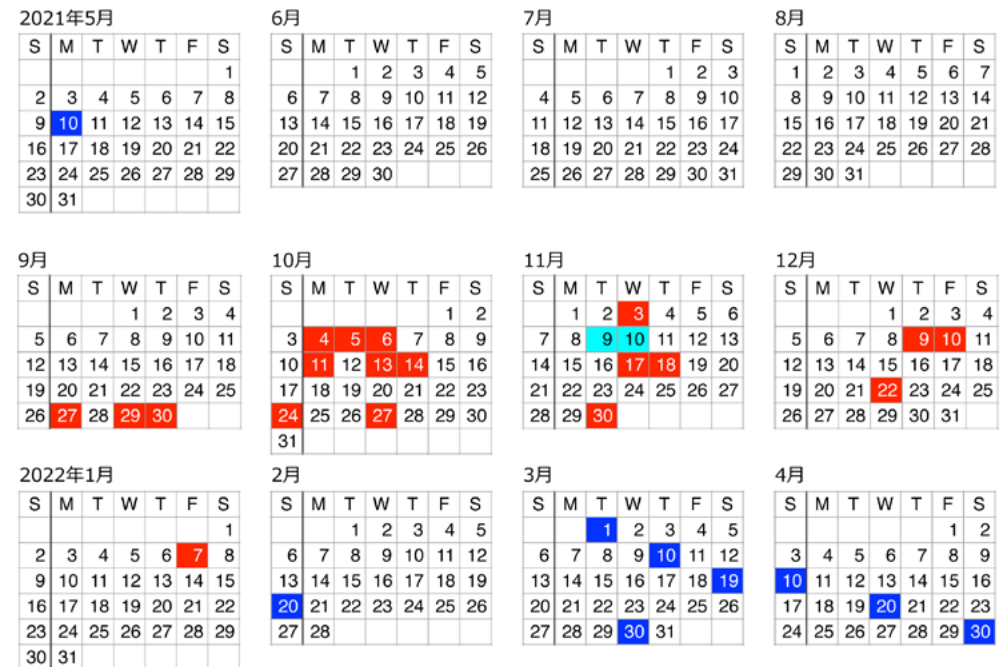 2021年5月
S M T W T F S
1
2 3 4 5 6 7 8
9 10 11 12 13 14 15
16 17 18 19 20 21 22
23 24 25 26 27 28 29
30 31
6月
S M T W T F S
1 2 3 4 5
6 7 8 9 10 11 12
13 14 15 16 17 18 19
20 21 22 23 24 25 26
27 28 29 30
7月
S M T W T F S
1 2 3
4 5 6 7 8 9 10
11 12 13 14 15 16 17
18 19 20 21 22 23 24
25 26 27 28 29 30 31
8月
S M T W T F S
1 2 3 4 5 6 7
8 9 10 11 12 13 14
15 16 17 18 19 20 21
22 23 24 25 26 27 28
29 30 31
9月
S M T W T F S
1 2 3 4
5 6 7 8 9 10 11
12 13 14 15 16 17 18
19 20 21 22 23 24 25
26 27 28 29 30
10月
S M T W T F S
1 2
3 4 5 6 7 8 9
10 11 12 13 14 15 16
17 18 19 20 21 22 23
24 25 26 27 28 29 30
31
11月
S M T W T F S
1 2 3 4 5 6
7 8 9 10 11 12 13
14 15 16 17 18 19 20
21 22 23 24 25 26 27
28 29 30
12月
S M T W T F S
1 2 3 4
5 6 7 8 9 10 11
12 13 14 15 16 17 18
19 20 21 22 23 24 25
26 27 28 29 30 31
2022年1月
S M T W T F S
1
2 3 4 5 6 7 8
9 10 11 12 13 14 15
16 17 18 19 20 21 22
23 24 25 26 27 28 29
30 31
2月
S M T W T F S
1 2 3 4 5
6 7 8 9 10 11 12
13 14 15 16 17 18 19
20 21 22 23 24 25 26
27 28
3月
S M T W T F S
1 2 3 4 5
6 7 8 9 10 11 12
13 14 15 16 17 18 19
20 21 22 23 24 25 26
27 28 29 30 31
4月
S M T W T F S
1 2
3 4 5 6 7 8 9
10 11 12 13 14 15 16
17 18 19 20 21 22 23
24 25 26 27 28 29 30